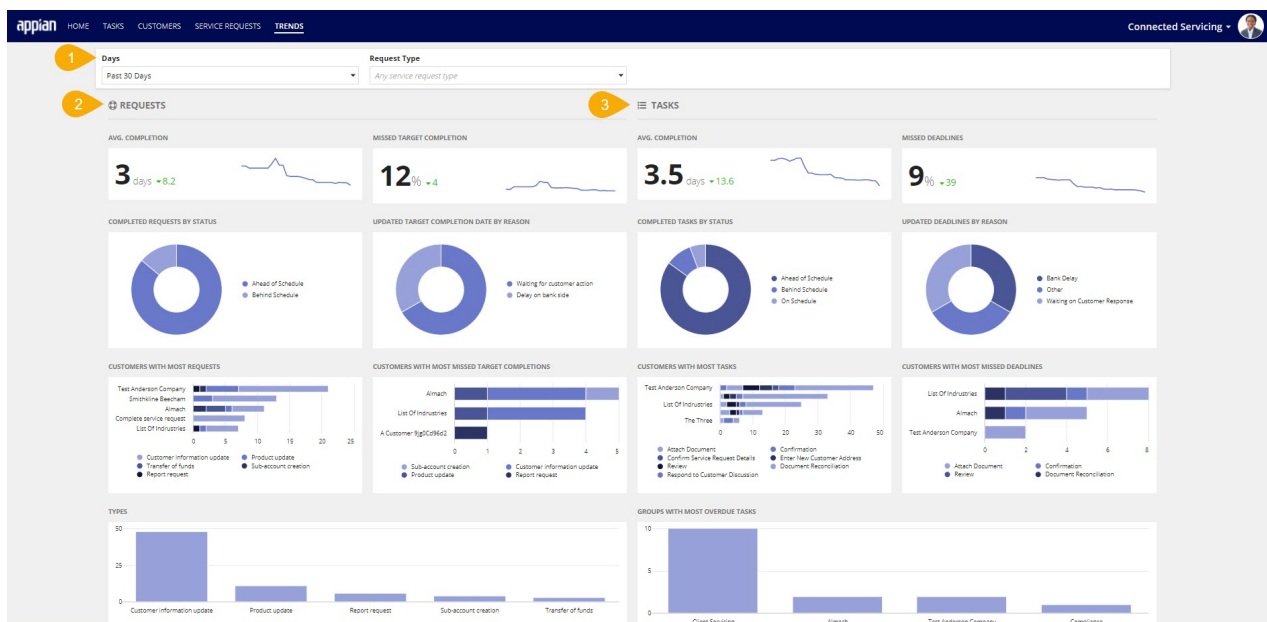 appian HOME TASKS CUSTOMERS SERVICE REQUESTS TRENDS Connected Servicing
1
Days Request Type
Past 30 Days Any service request type
2 REQUESTS 3 TASKS
AVG. COMPLETION MISSED TARGET COMPLETION AVG. COMPLETION MISSED DEADLINES
3 days 8.2 12% 4 3.5 days 13.6 9% 39
COMPLETED REQUESTS BY STATUS UPDATED TARGET COMPLETION DATE BY REASON COMPLETED TASKS BY STATUS UPDATED DEADLINES BY REASON
Ahead of Schedule
Behind Schedule
Waiting for customer action
Delay on bank side
Ahead of Schedule
Behind Schedule
On Schedule
Bank Delay
Other
Waiting on Customer Response
CUSTOMERS WITH MOST REQUESTS CUSTOMERS WITH MOST MISSED TARGET COMPLETIONS CUSTOMERS WITH MOST TASKS CUSTOMERS WITH MOST MISSED DEADLINES
Test Anderson Company
Smithkline Beecham
Almach
Complete service request
List Of Indrustries
0 5 10 15 20 25
Customer information update Product update
Transfer of funds Sub-account creation
Report request
Almach
List Of Indrustries
A Customer 9jg0Cd96d2
0 1 2 3 4 5
Sub-account creation Customer information update
Product update Report request
Test Anderson Company
List Of Indrustries
The Three
0 10 20 30 40 50
Attach Document Confirmation
Confirm Service Request Details Enter New Customer Address
Review Document Reconciliation
Respond to Customer Discussion
List Of Indrustries
Almach
Test Anderson Company
0 2 4 6 8
Attach Document Confirmation
Review Document Reconciliation
TYPES GROUPS WITH MOST OVERDUE TASKS
50
25
0
Customer information update Product update Report request Sub-account creation Transfer of funds
10
5
0
Client Servicing Almach Test Anderson Company Compliance